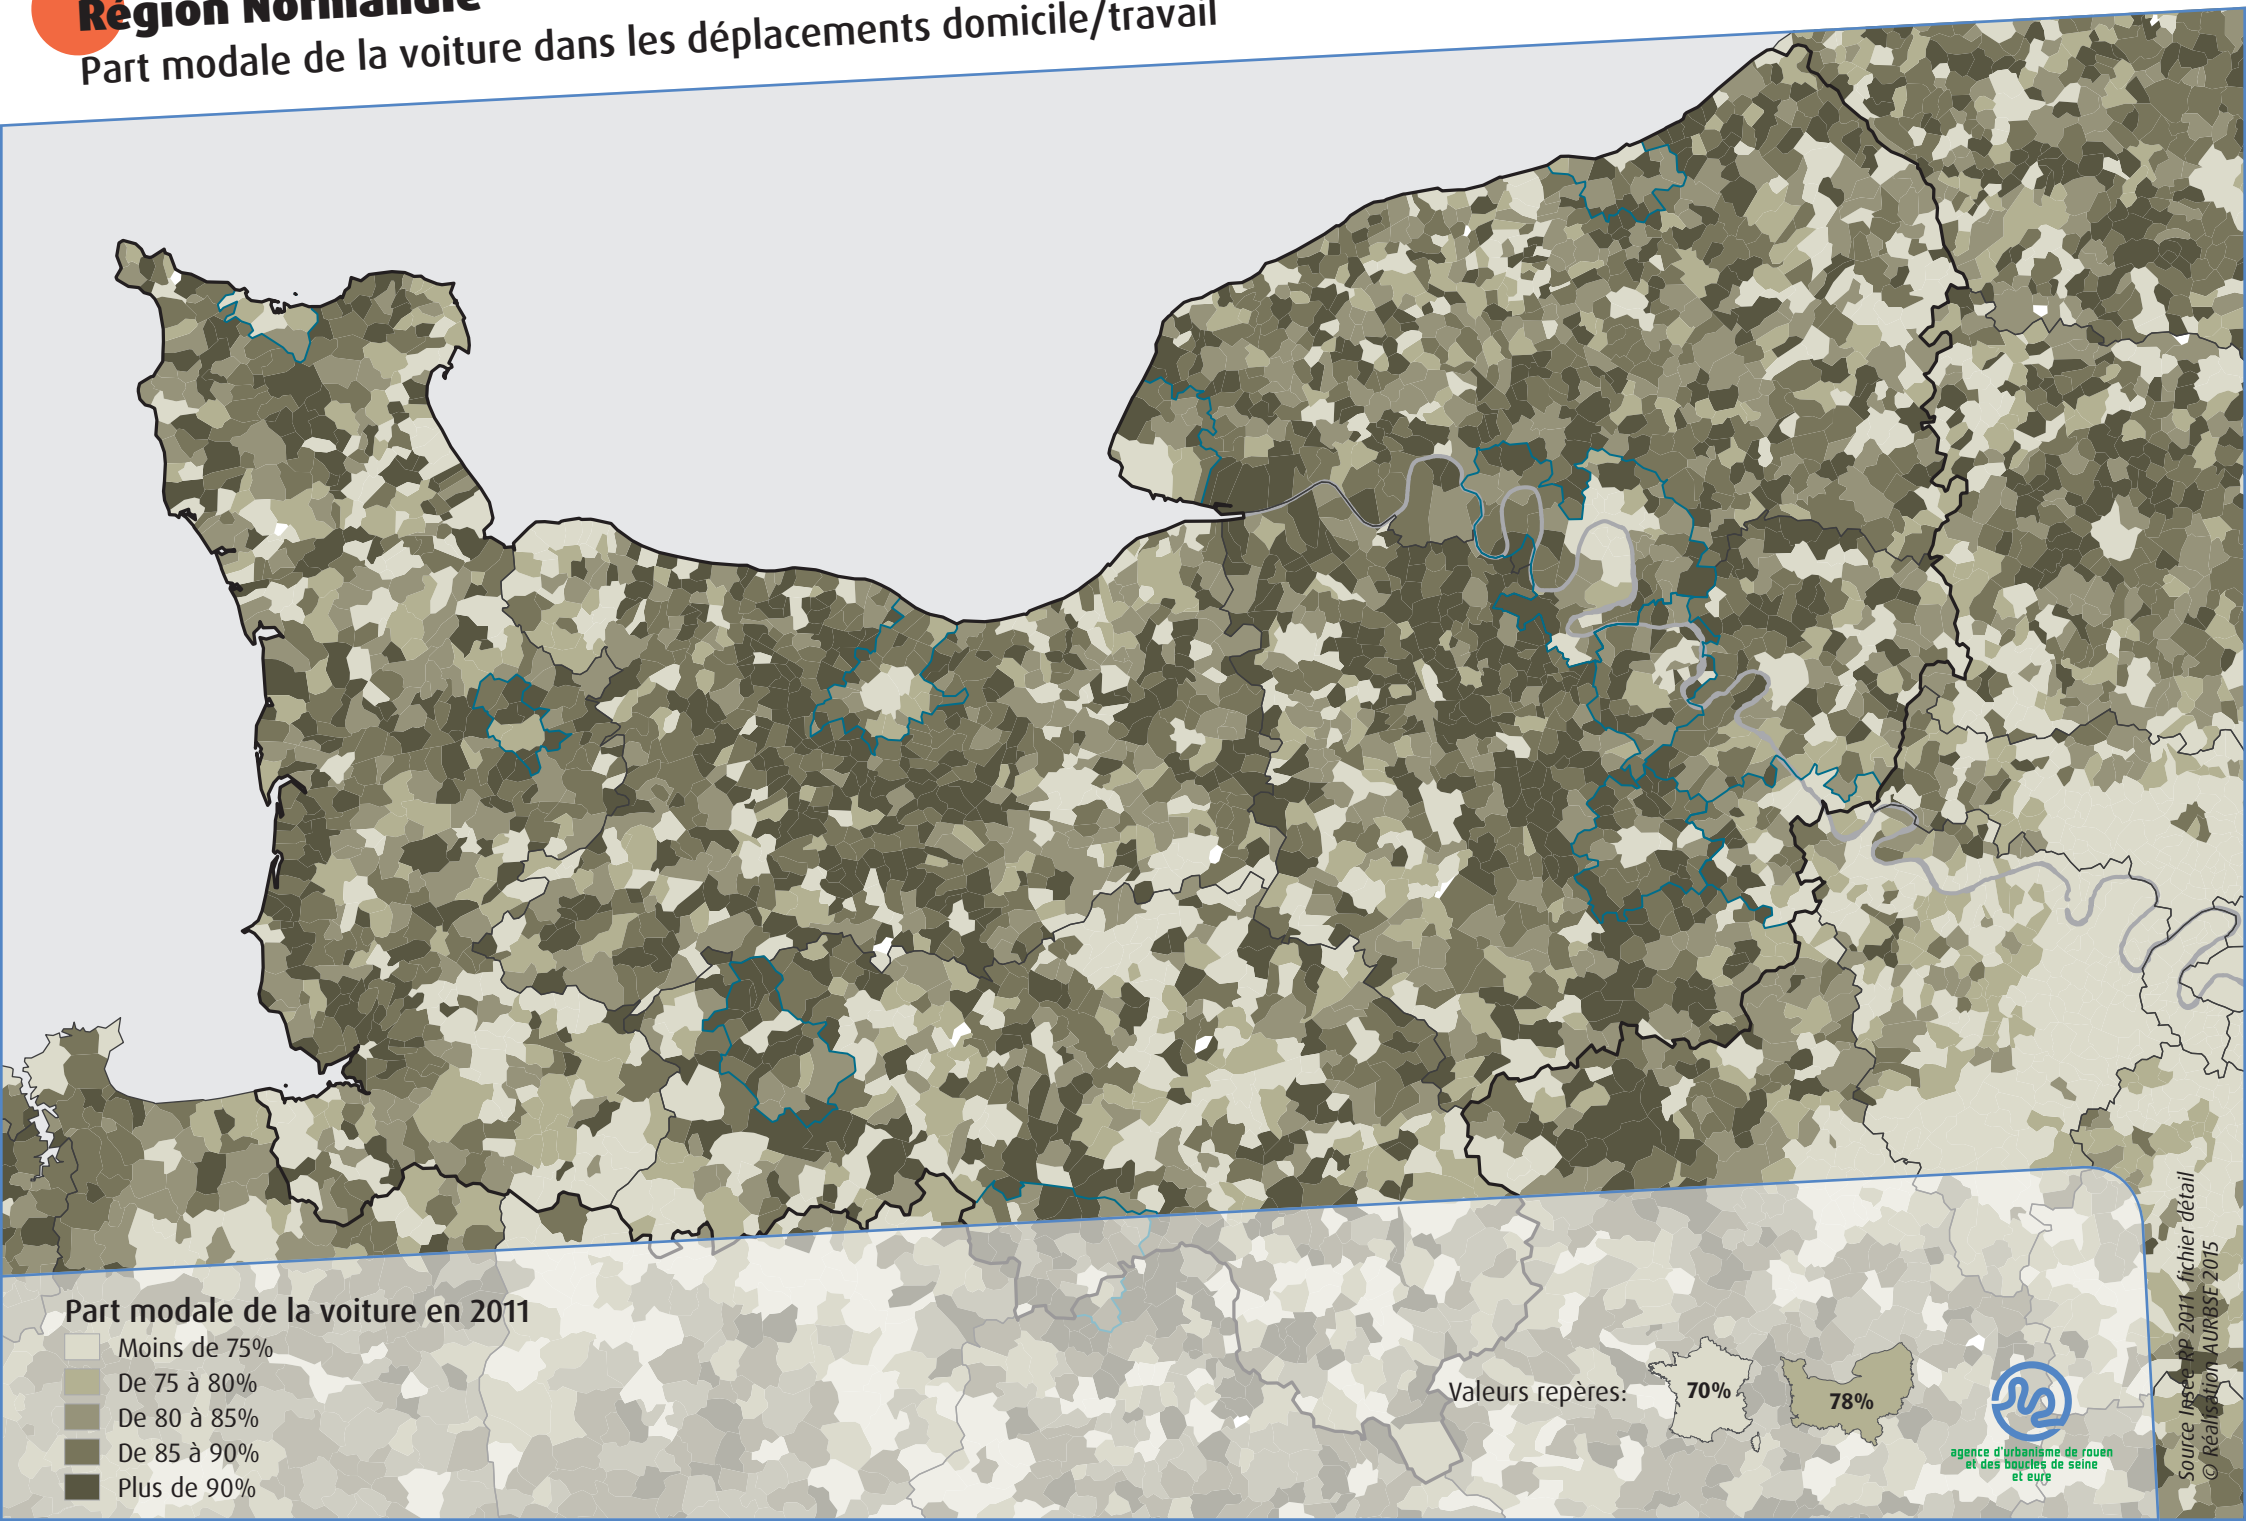 Région Normandie
Part modale de la voiture dans les déplacements domicile/travail
Part modale de la voiture en 2011
Moins de 75%
De 75 à 80%
De 80 à 85%
De 85 à 90%
Plus de 90%
Valeurs repères:
70%
78%
agence d'urbanisme de rouen
et des boucles de seine
et eure
Source Insee RP 2011 fichier détail
© Réalisation AURBSE 2015